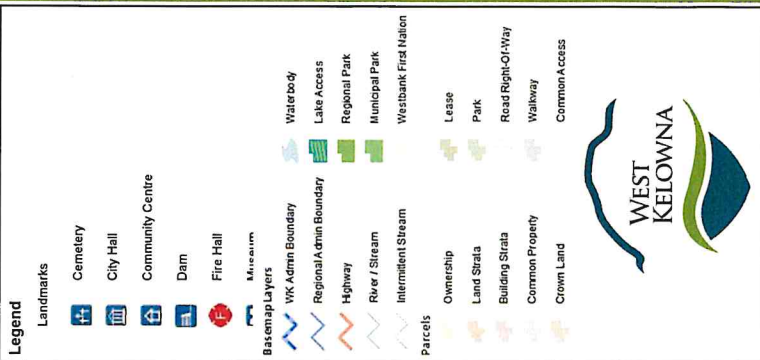 Legend
Landmarks
Cemetery
City Hall
Community Centre
Dam
F
Fire Hall
Museum
Basemap Layers
WK Admin Boundary
Regional Admin Boundary
Highway
River / Stream
Intermittent Stream
Waterbody
Lake Access
Regional Park
Municipal Park
Westbank First Nation
Parcels
Ownership
Land Strata
Building Strata
Common Property
Crown Land
Lease
Park
Road Right-Of-Way
Walkway
Common Access
WEST
KELOWNA